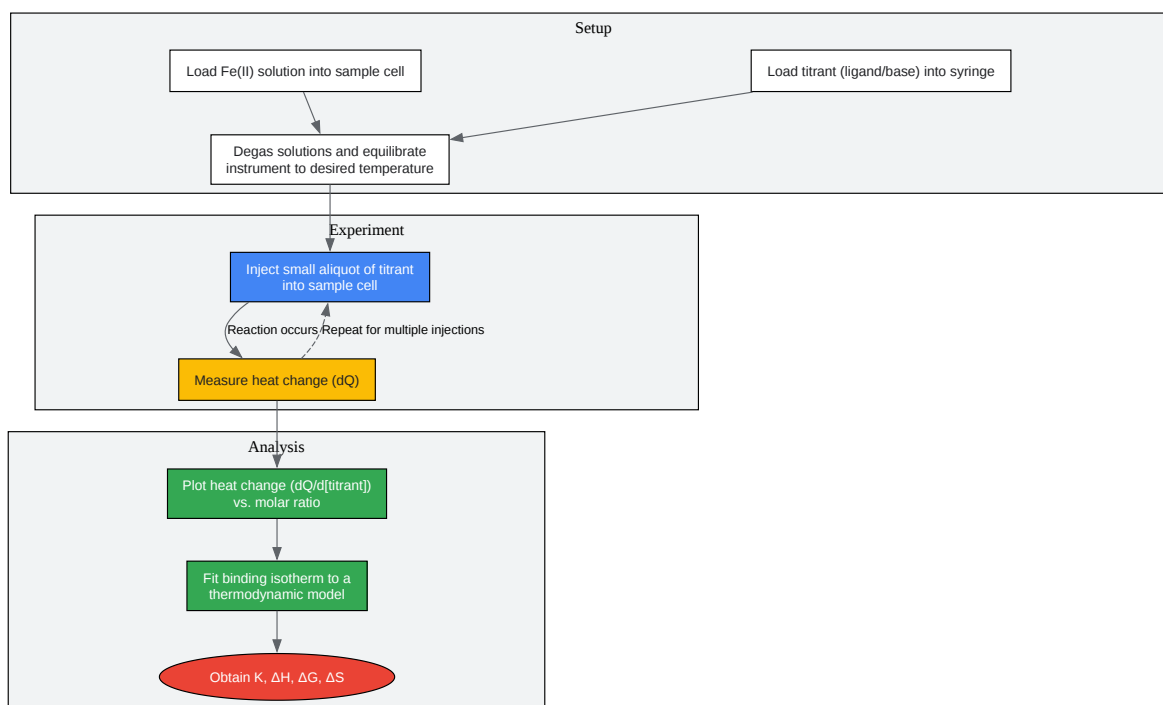 Setup
Load Fe(II) solution into sample cell
Load titrant (ligand/base) into syringe
Degas solutions and equilibrate
instrument to desired temperature
Experiment
Inject small aliquot of titrant
into sample cell
Reaction occurs
Repeat for multiple injections
Measure heat change (dQ)
Analysis
Plot heat change (dQ/d[titrant])
vs. molar ratio
Fit binding isotherm to a
thermodynamic model
Obtain K, ΔH, ΔG, ΔS